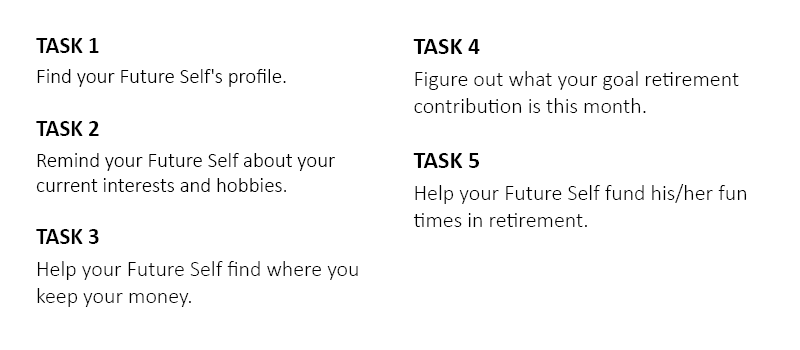 TASK 1
Find your Future Self's profile.
TASK 2
Remind your Future Self about your
current interests and hobbies.
TASK 3
Help your Future Self find where you
keep your money.
TASK 4
Figure out what your goal retirement
contribution is this month.
TASK 5
Help your Future Self fund his/her fun
times in retirement.